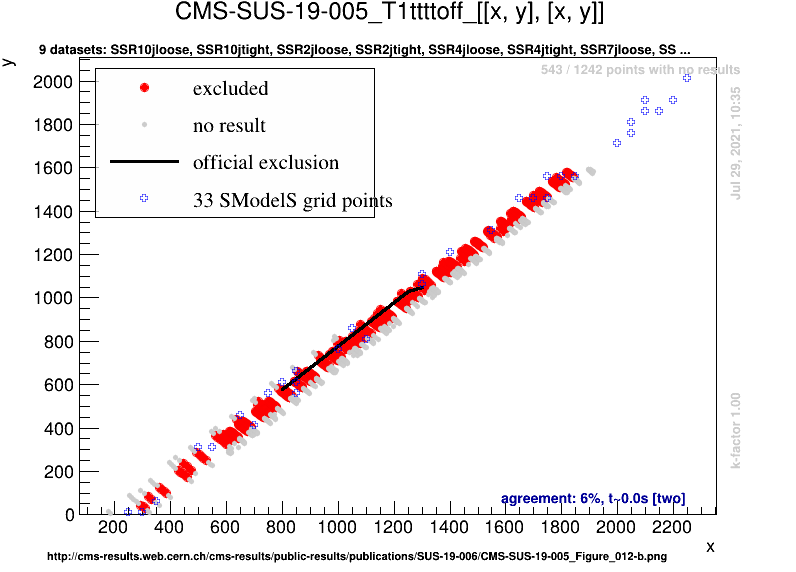 CMS-SUS-19-005_T1ttttoff_[[x, y], [x, y]]
9 datasets: SSR10jloose, SSR10jtight, SSR2jloose, SSR2jtight, SSR4jloose, SSR4jtight, SSR7jloose, SS ...
y
543 / 1242 points with no results
excluded
no result
official exclusion
33 SModelS grid points
Jul 29, 2021, 10:35
k-factor 1.00
2000
1800
1600
1400
1200
1000
800
600
400
200
0
agreement: 6%, t~0.0s [two]
200 400 600 800 1000 1200 1400 1600 1800 2000 2200
x
http://cms-results.web.cern.ch/cms-results/public-results/publications/SUS-19-006/CMS-SUS-19-005_Figure_012-b.png